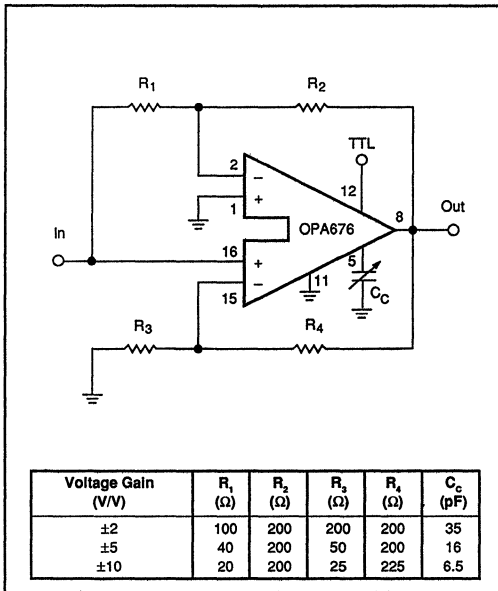 R1
R2
TTL
2
−
12
+
1
8
Out
In
OPA676
16
+
5
−
11
15
CC
R3
R4
Voltage Gain (V/V) R1 (Ω) R2 (Ω) R3 (Ω) R4 (Ω) CC (pF)
±2 100 200 200 200 35
±5 40 200 50 200 16
±10 20 200 25 225 6.5